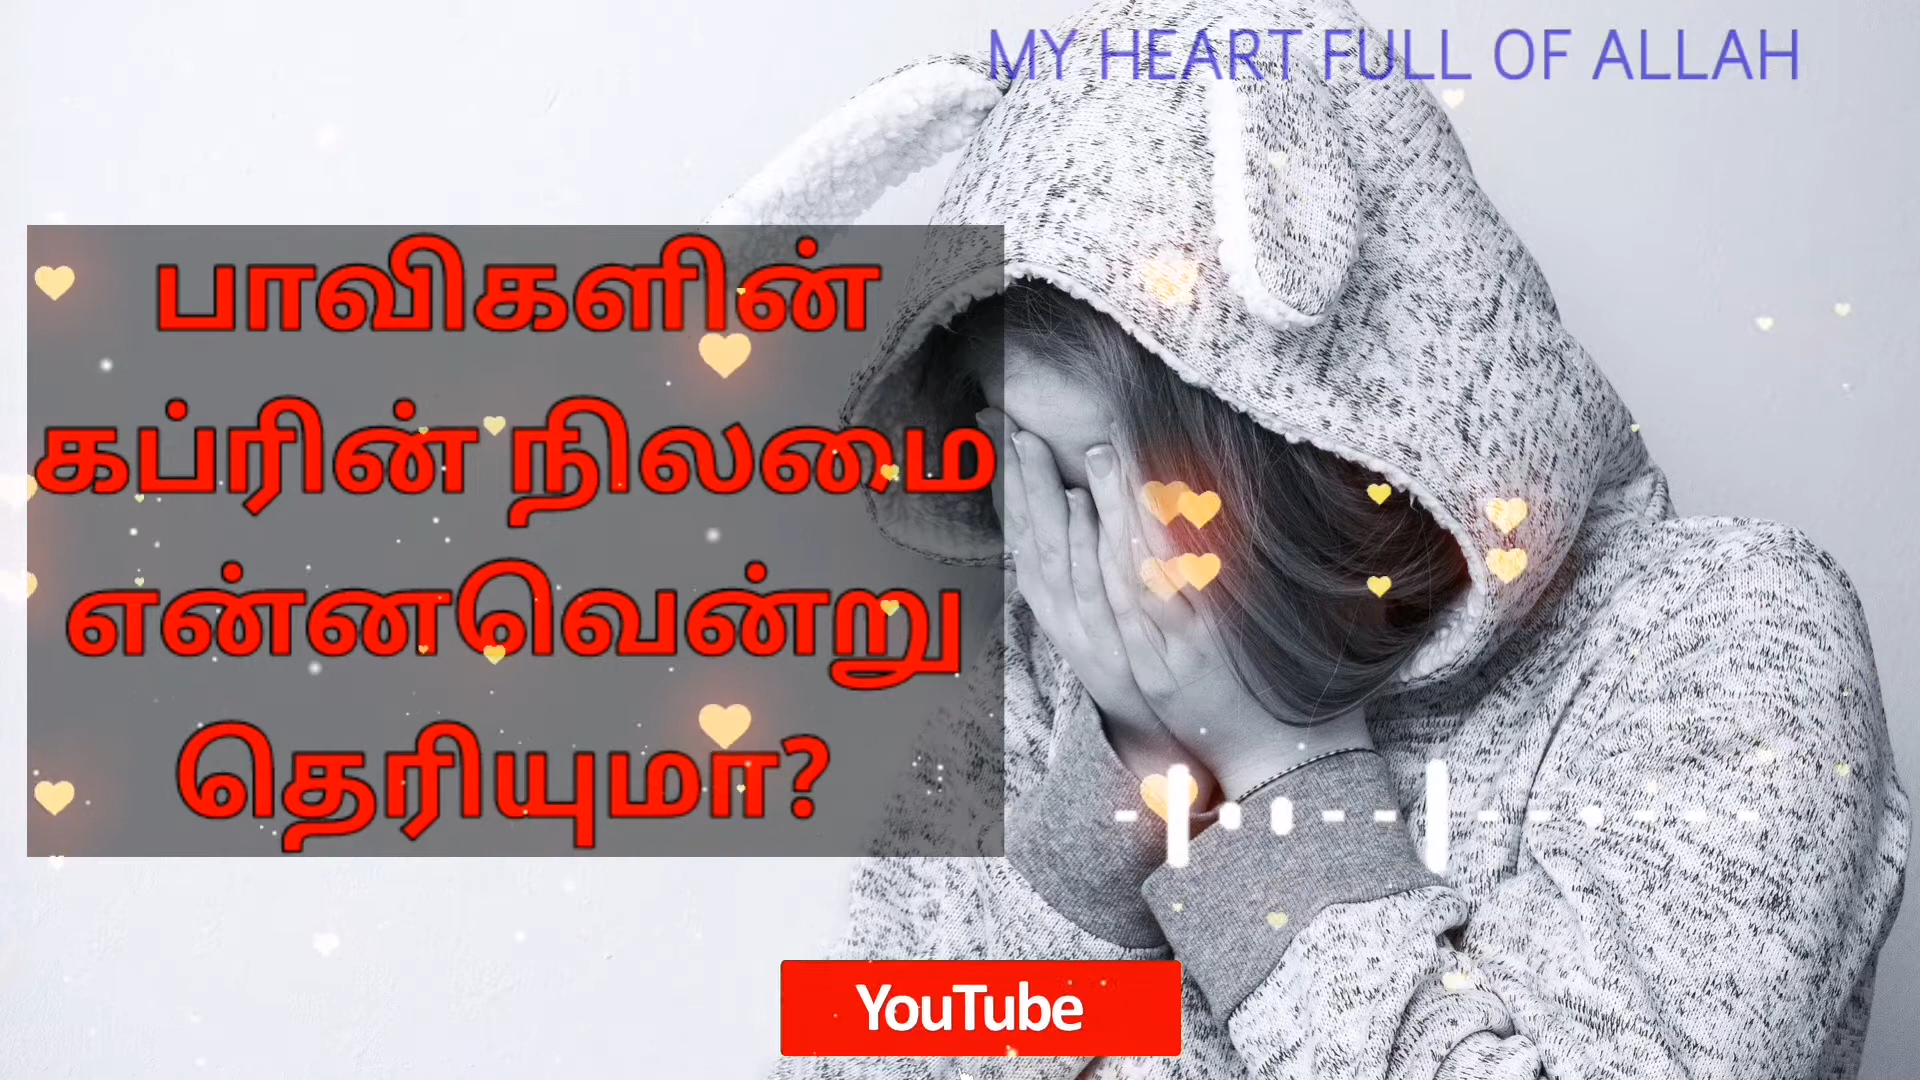 MY HEART FULL OF ALLAH
பாவிகளின்
கப்ரின் நிலமை
என்னவென்று
தெரியுமா?
YouTube